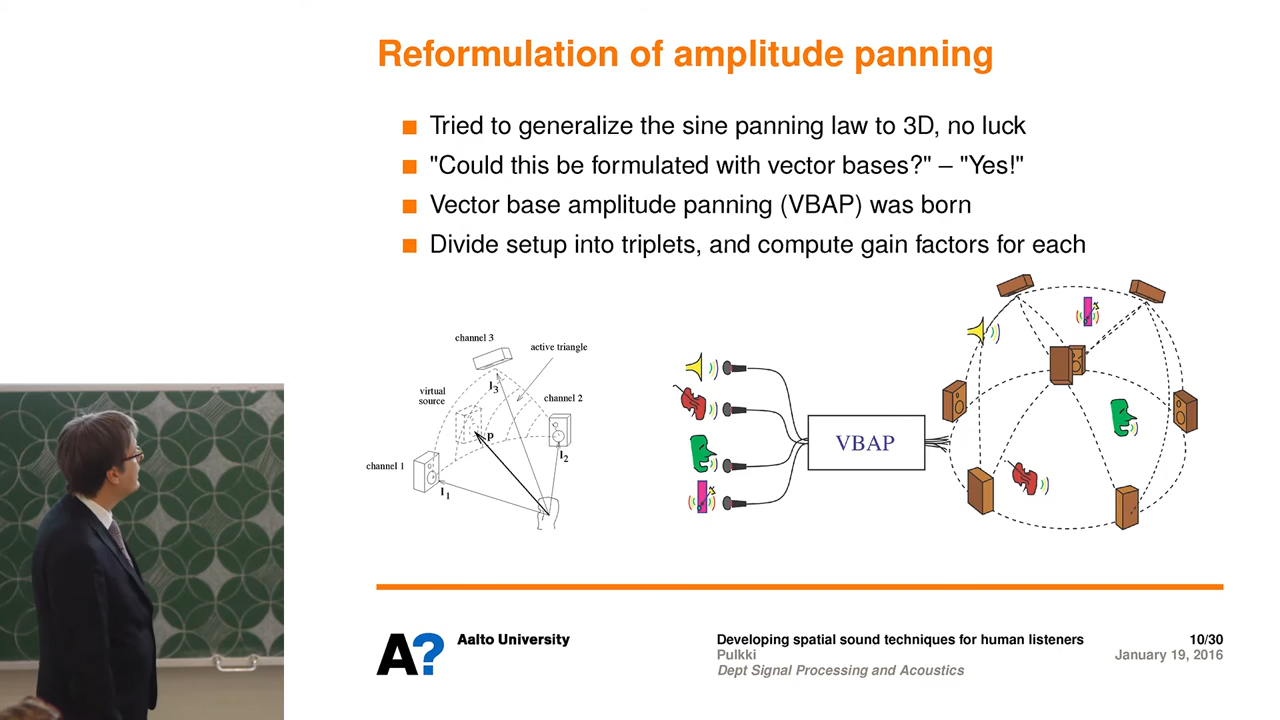 Reformulation of amplitude panning
Tried to generalize the sine panning law to 3D, no luck
"Could this be formulated with vector bases?" – "Yes!"
Vector base amplitude panning (VBAP) was born
Divide setup into triplets, and compute gain factors for each
channel 3
active triangle
l3
virtual
source
channel 2
p
l2
channel 1
l1
VBAP
A?
Aalto University
Developing spatial sound techniques for human listeners
10/30
Pulkki
January 19, 2016
Dept Signal Processing and Acoustics